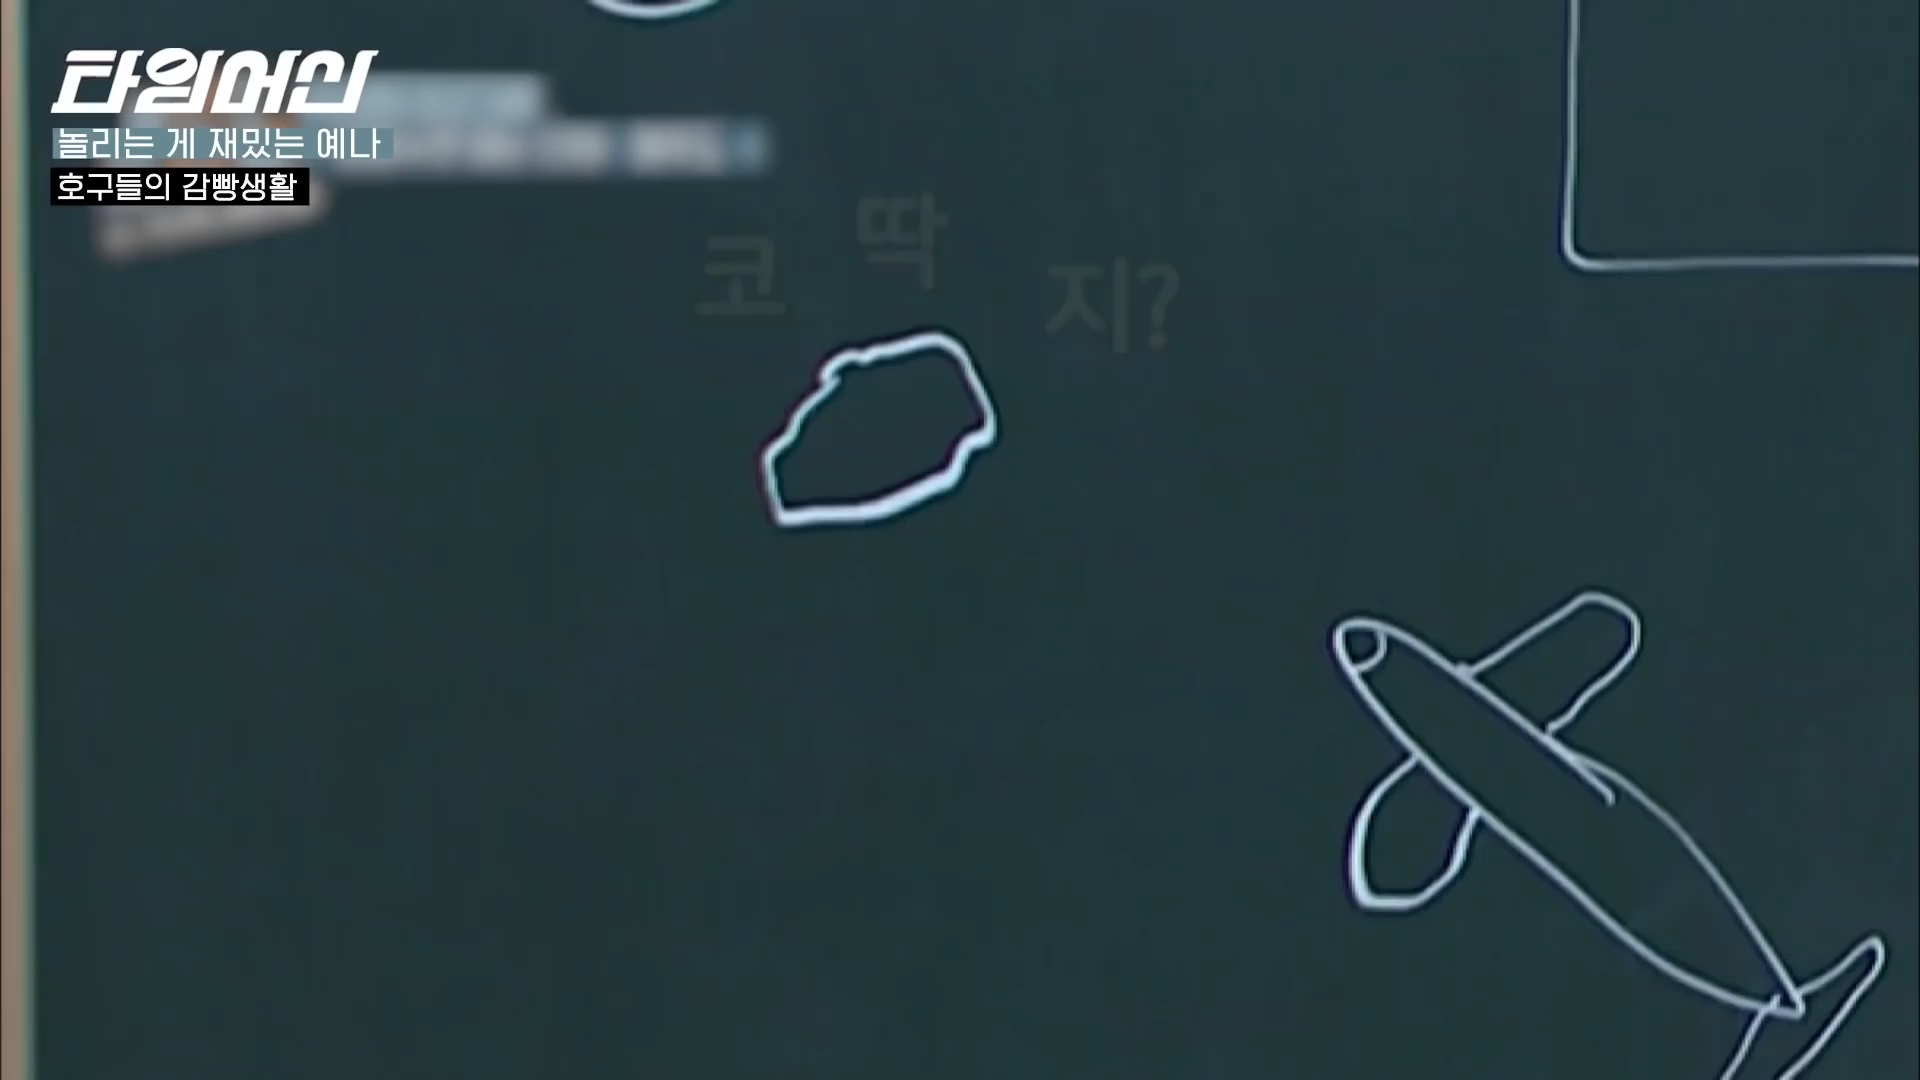 타임머신
놀리는 게 재밌는 예나
호구들의 감빵생활
코딱지?